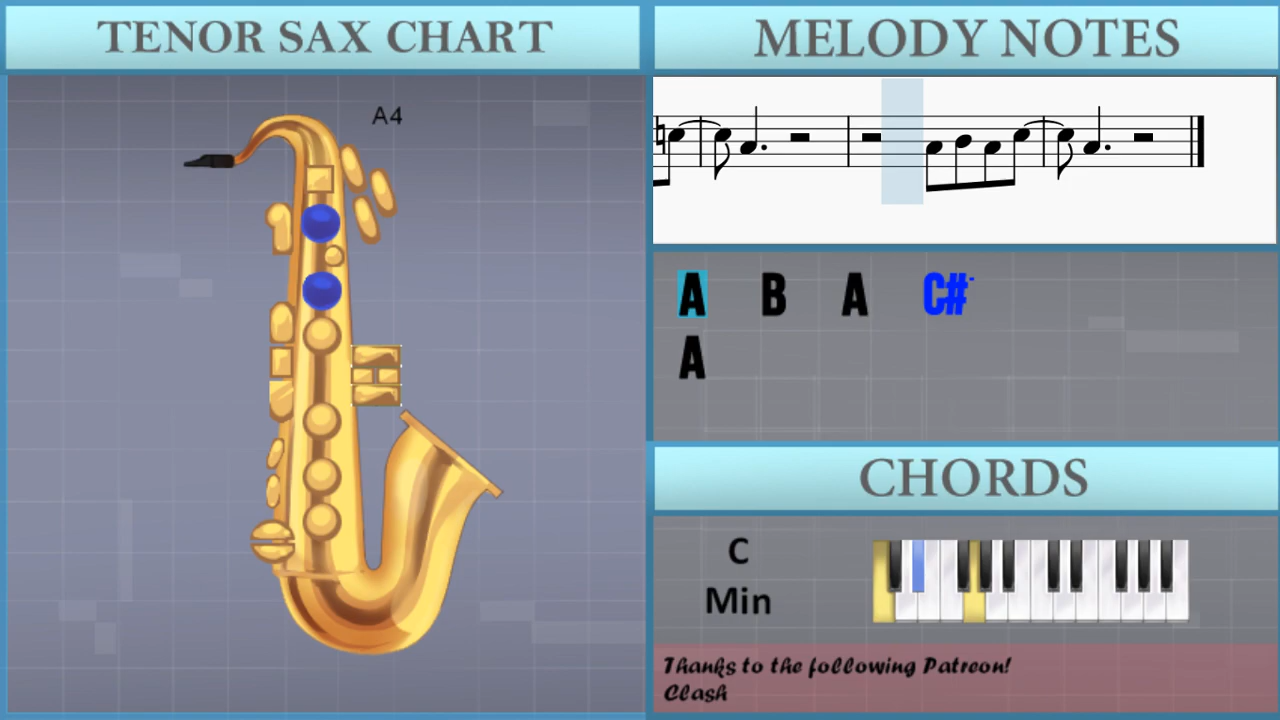 TENOR SAX CHART
A4
MELODY NOTES
A B A C#-
A
CHORDS
C
Min
Thanks to the following Patreon!
Clash